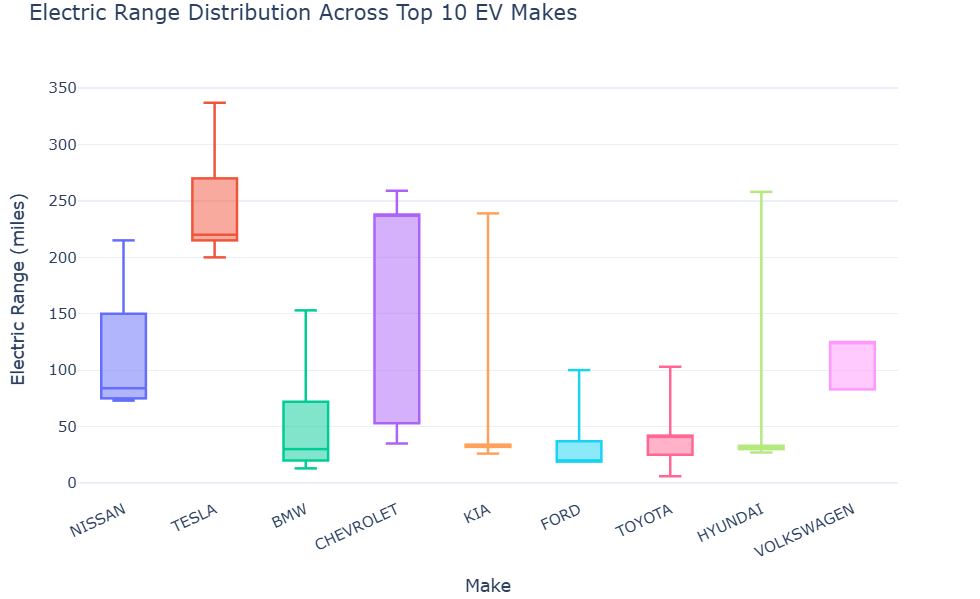 Electric Range Distribution Across Top 10 EV Makes
350
300
250
200
150
100
50
0
Electric Range (miles)
NISSAN
TESLA
BMW
CHEVROLET
KIA
FORD
TOYOTA
HYUNDAI
VOLKSWAGEN
Make